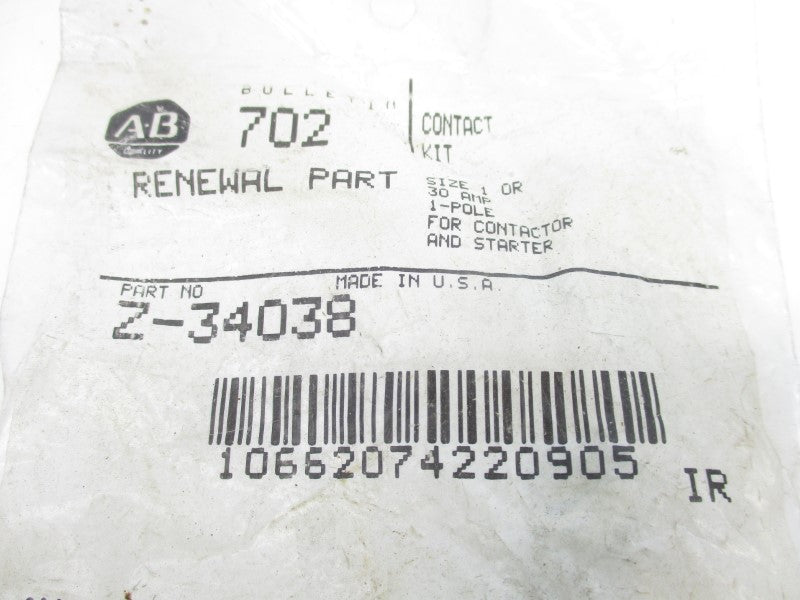 BULLETIN
A-B
QUALITY
702
RENEWAL PART
CONTACT
KIT
SIZE 1 OR
30 AMP
1-POLE
FOR CONTACTOR
AND STARTER
PART NO
MADE IN U.S.A.
Z-34038
10662074220905
IR